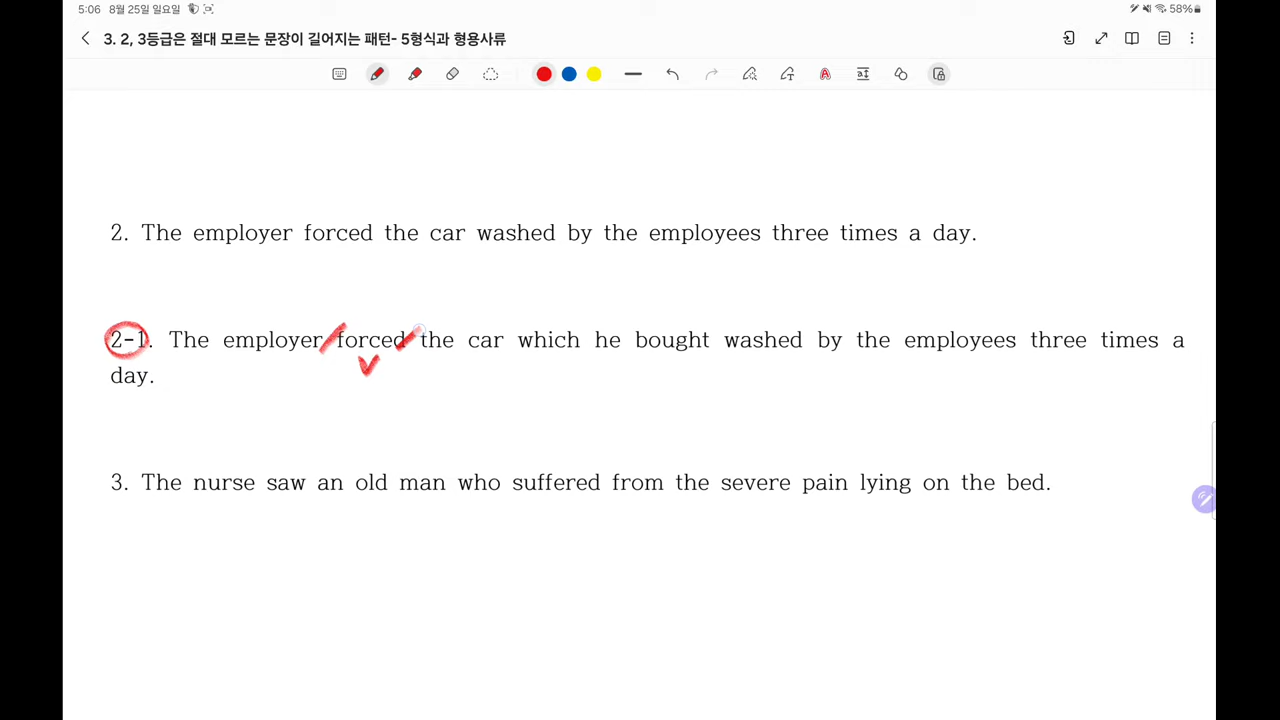 5:06 8월 25일 일요일 58%
3. 2, 3등급은 절대 모르는 문장이 길어지는 패턴- 5형식과 형용사류
2. The employer forced the car washed by the employees three times a day.
2-1. The employer forced the car which he bought washed by the employees three times a
day.
V
3. The nurse saw an old man who suffered from the severe pain lying on the bed.